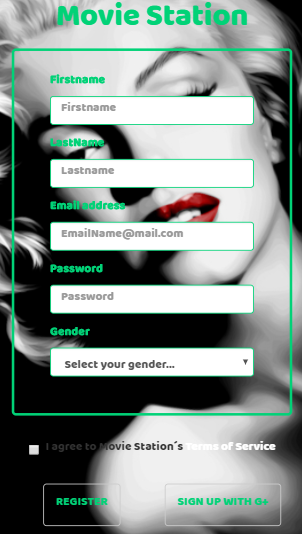 Movie Station
Firstname
Firstname
LastName
Lastname
Email address
EmailName@mail.com
Password
Password
Gender
Select your gender...
I agree to Movie Station´s Terms of Service
REGISTER SIGN UP WITH G+